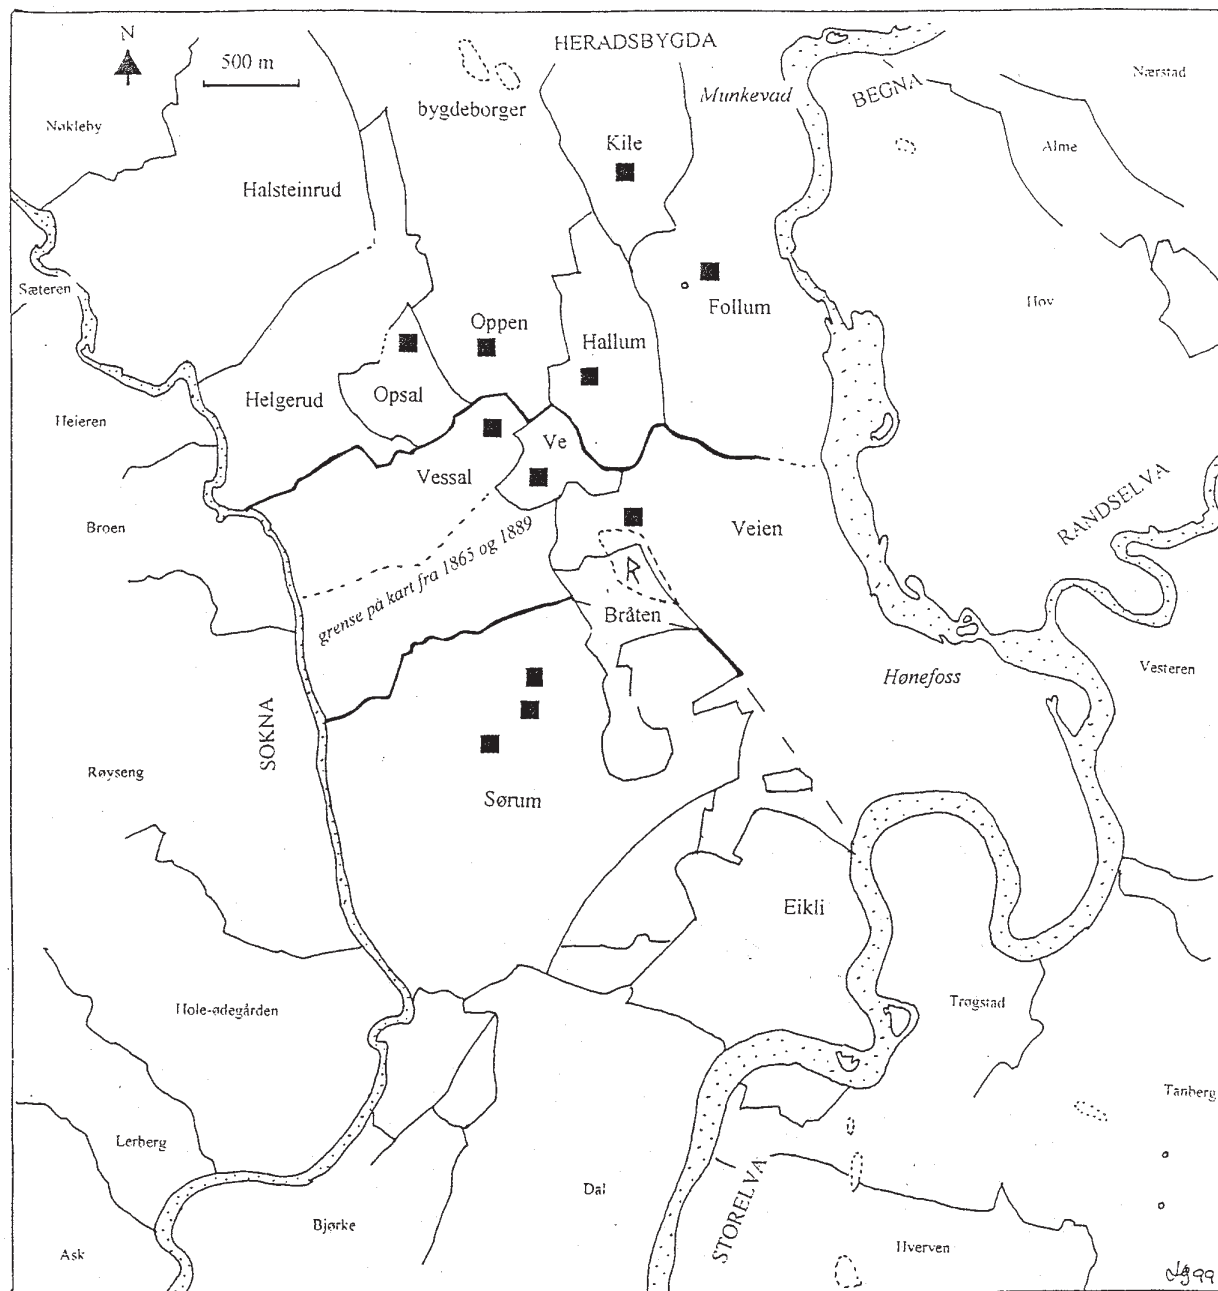 N
500 m
HERADSBYGDA
Munkevad
BEGNA
Nærstad
bygdeborger
Nøkleby
Kile
Alme
Halsteinrud
Sæteren
Follum
Hov
Oppen
Hallum
Helgerud
Opsal
Heieren
Ve
Vessal
RANDSELVA
Broen
Veien
grense på kart fra 1865 og 1889
R
Bråten
Vesteren
Hønefoss
SOKNA
Røyseng
Sørum
Eikli
Hole-ødegården
Trøgstad
Tanberg
Lerberg
Dal
STORELVA
Bjørke
Ask
Hverven
JG 99